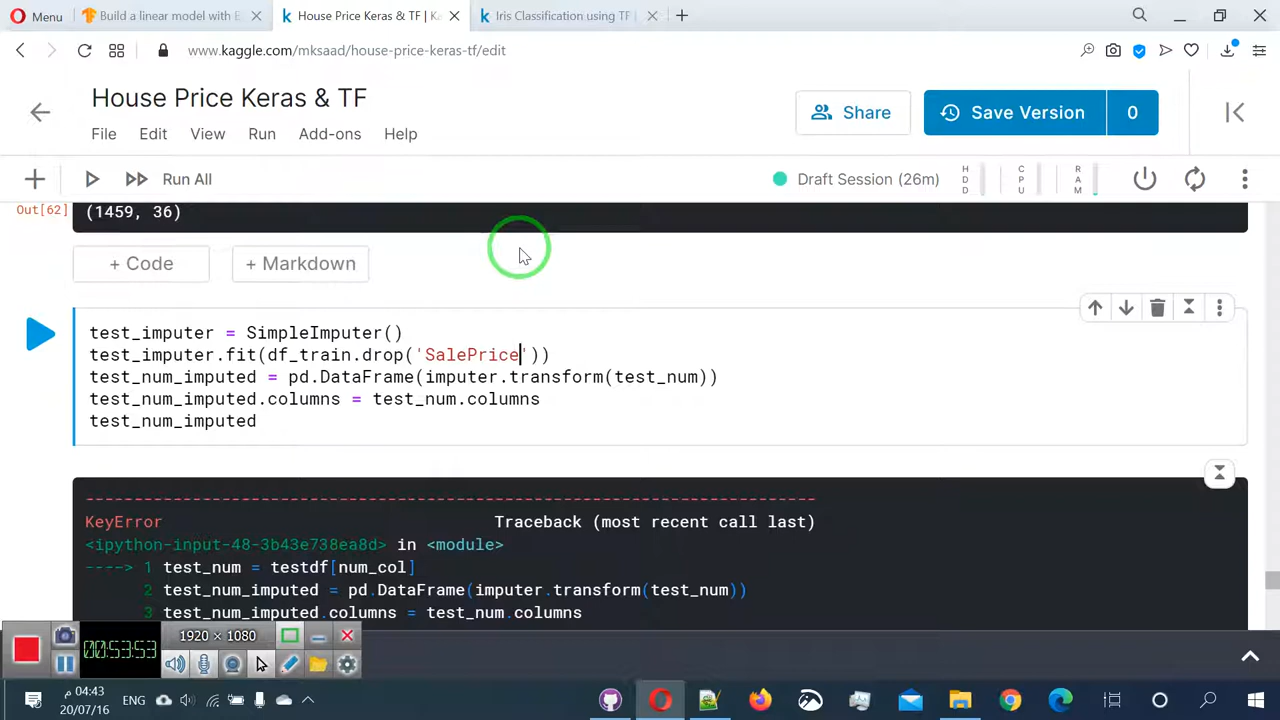 Menu
Build a linear model with E
House Price Keras & TF | Ka
Iris Classification using TF |
www.kaggle.com/mksaad/house-price-keras-tf/edit
House Price Keras & TF
File Edit View Run Add-ons Help
Share
Save Version 0
Run All
Draft Session (26m)
HDD
CPU
RAM
Out[62]
(1459, 36)
+ Code
+ Markdown
test_imputer = SimpleImputer()
test_imputer.fit(df_train.drop('SalePrice'))
test_num_imputed = pd.DataFrame(imputer.transform(test_num))
test_num_imputed.columns = test_num.columns
test_num_imputed
---------------------------------------------------------------------------
KeyError Traceback (most recent call last)
<ipython-input-48-3b43e738ea8d> in <module>
----> 1 test_num = testdf[num_col]
2 test_num_imputed = pd.DataFrame(imputer.transform(test_num))
3 test_num_imputed.columns = test_num.columns
1920 × 1080
00:53:53
ENG
04:43 م
20/07/16